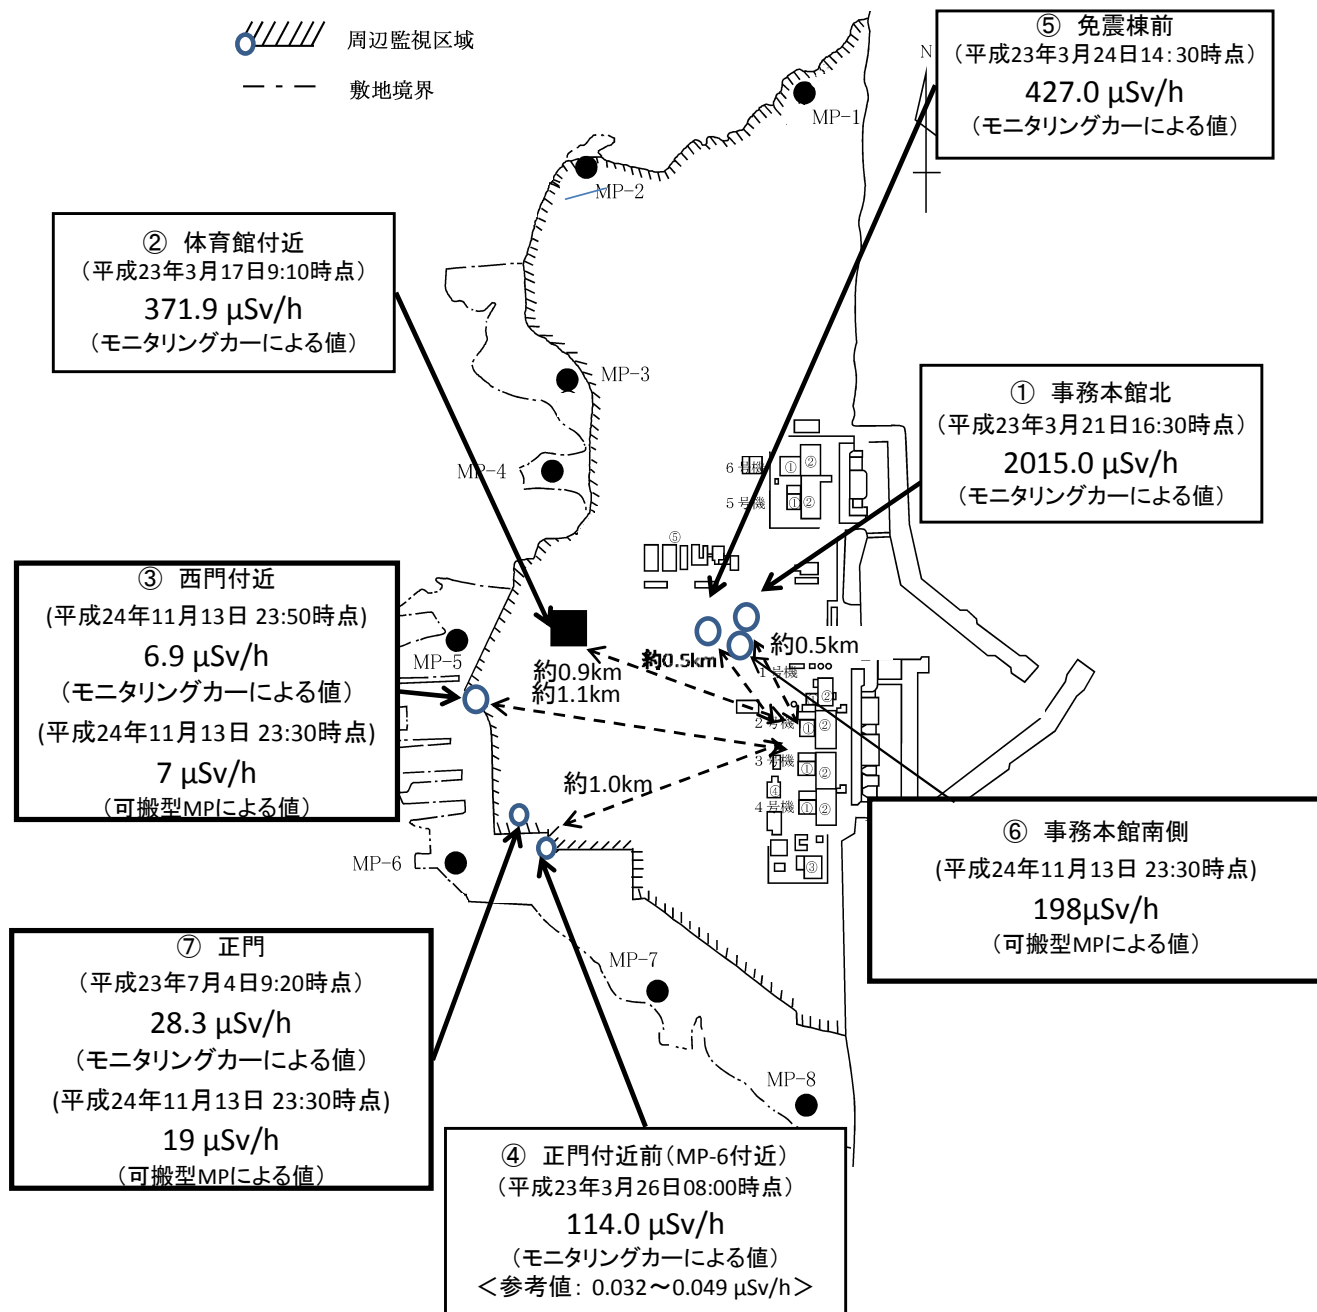 周辺監視区域
敷地境界
⑤ 免震棟前
（平成23年3月24日14:30時点）
427.0 μSv/h
（モニタリングカーによる値）
N
MP-1
MP-2
② 体育館付近
（平成23年3月17日9:10時点）
371.9 μSv/h
（モニタリングカーによる値）
MP-3
① 事務本館北
（平成23年3月21日16:30時点）
2015.0 μSv/h
（モニタリングカーによる値）
MP-4
6号機
① ②
5号機
① ②
⑤
③ 西門付近
(平成24年11月13日 23:50時点)
6.9 μSv/h
（モニタリングカーによる値）
(平成24年11月13日 23:30時点)
7 μSv/h
（可搬型MPによる値）
MP-5
約0.9km
約1.1km
約0.5km
約0.5km
1号機
②
2号機
① ②
3号機
① ②
約1.0km
④
4号機
① ②
③
MP-6
⑥ 事務本館南側
(平成24年11月13日 23:30時点)
198μSv/h
（可搬型MPによる値）
⑦ 正門
（平成23年7月4日9:20時点）
28.3 μSv/h
（モニタリングカーによる値）
(平成24年11月13日 23:30時点)
19 μSv/h
（可搬型MPによる値）
MP-7
MP-8
④ 正門付近前（MP-6付近）
（平成23年3月26日08:00時点）
114.0 μSv/h
（モニタリングカーによる値）
＜参考値: 0.032～0.049 μSv/h＞